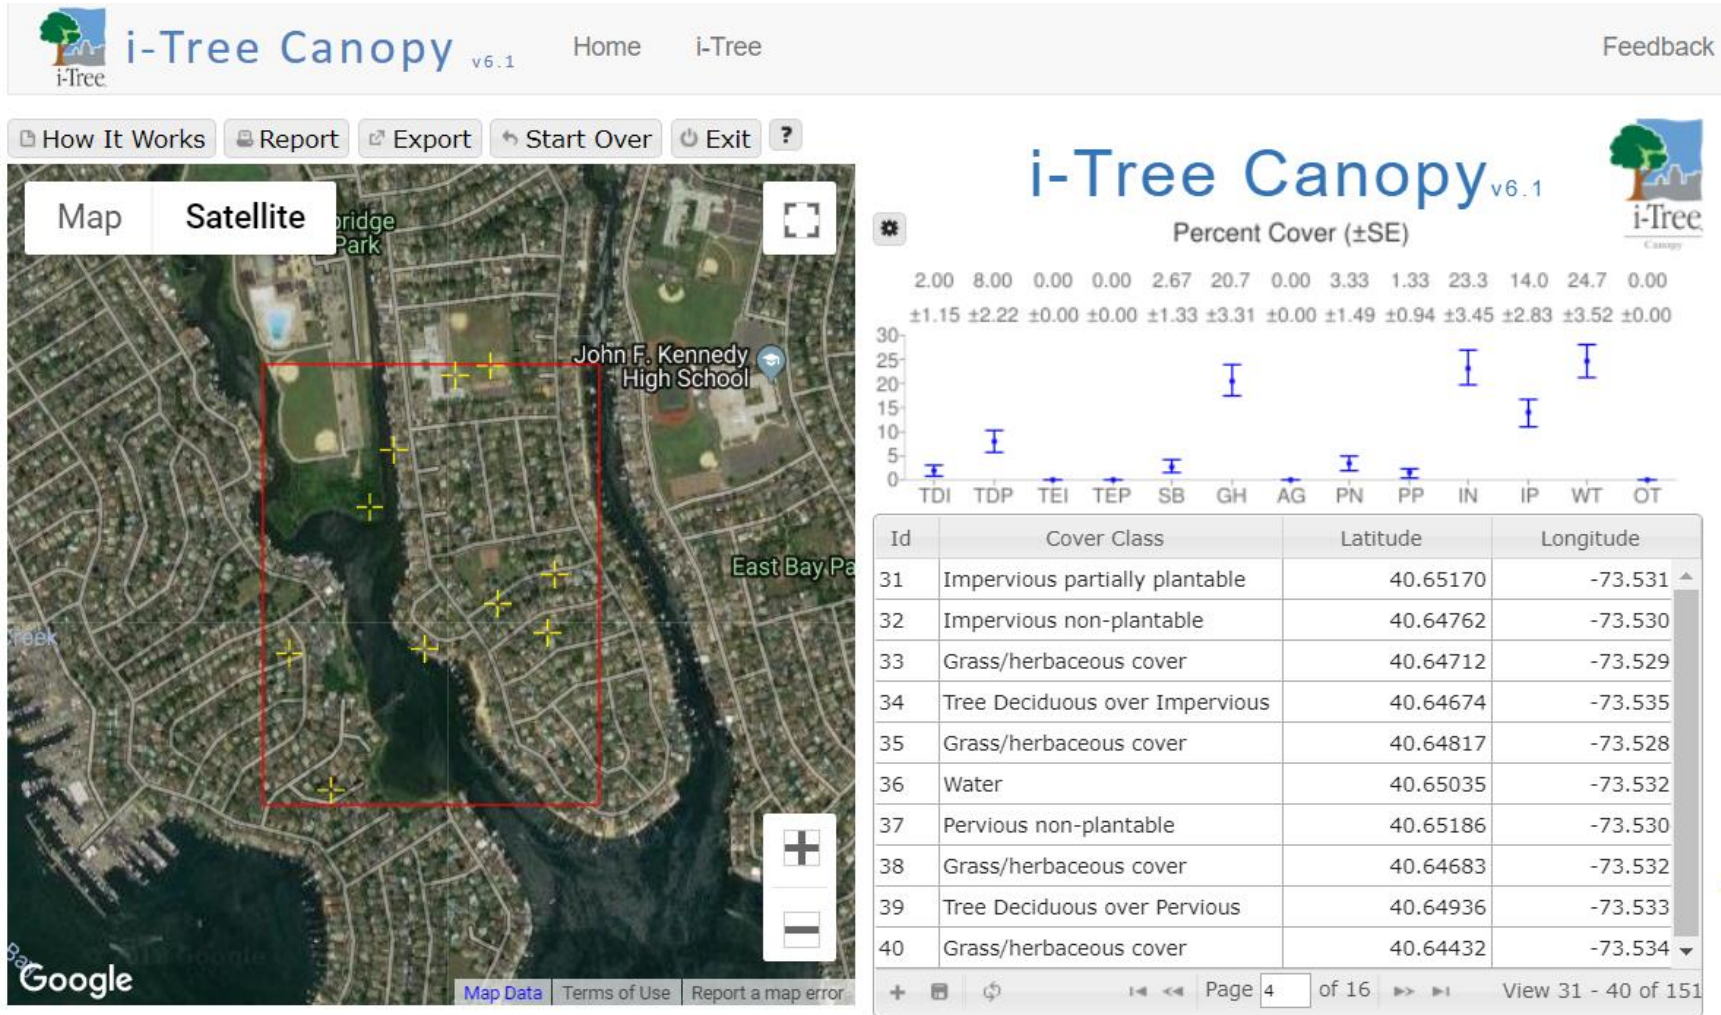 i-Tree
i-Tree Canopy v6.1
Home
i-Tree
Feedback
How It Works
Report
Export
Start Over
Exit
?
Map
Satellite
bridge
Park
John F. Kennedy
High School
East Bay Pa
reek
Bay
Google
Map Data
Terms of Use
Report a map error
i-Tree Canopy v6.1
i-Tree
Canopy
Percent Cover (±SE)
2.00 8.00 0.00 0.00 2.67 20.7 0.00 3.33 1.33 23.3 14.0 24.7 0.00
±1.15 ±2.22 ±0.00 ±0.00 ±1.33 ±3.31 ±0.00 ±1.49 ±0.94 ±3.45 ±2.83 ±3.52 ±0.00
30
25
20
15
10
5
0
TDI TDP TEI TEP SB GH AG PN PP IN IP WT OT
Id Cover Class Latitude Longitude
31 Impervious partially plantable 40.65170 -73.531
32 Impervious non-plantable 40.64762 -73.530
33 Grass/herbaceous cover 40.64712 -73.529
34 Tree Deciduous over Impervious 40.64674 -73.535
35 Grass/herbaceous cover 40.64817 -73.528
36 Water 40.65035 -73.532
37 Pervious non-plantable 40.65186 -73.530
38 Grass/herbaceous cover 40.64683 -73.532
39 Tree Deciduous over Pervious 40.64936 -73.533
40 Grass/herbaceous cover 40.64432 -73.534
Page 4 of 16 View 31 - 40 of 151